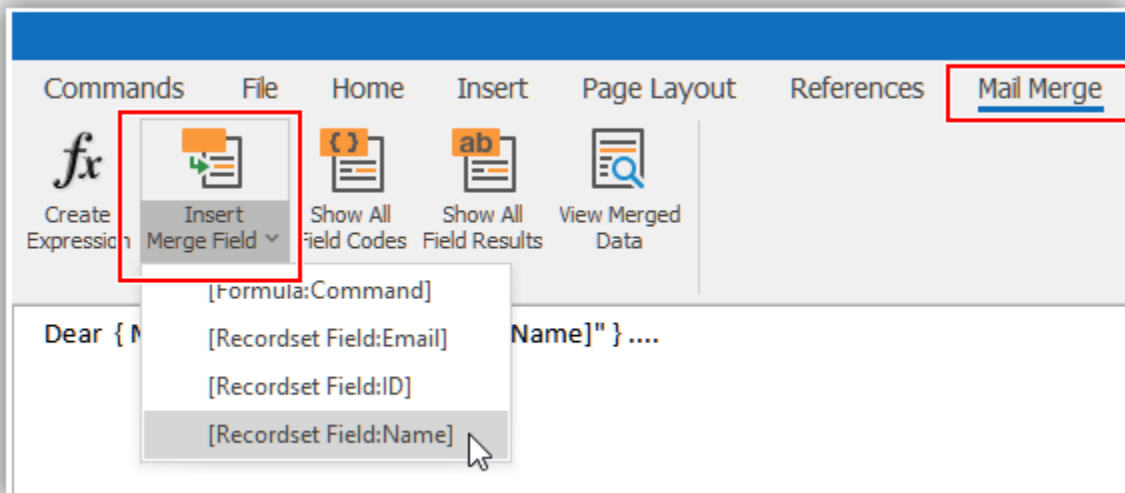 Commands File Home Insert Page Layout References Mail Merge
fx { } ab
Create Insert Show All Show All View Merged
Expression Merge Field Field Codes Field Results Data
[Formula:Command]
Dear { [Recordset Field:Email] Name]" } ....
[Recordset Field:ID]
[Recordset Field:Name]